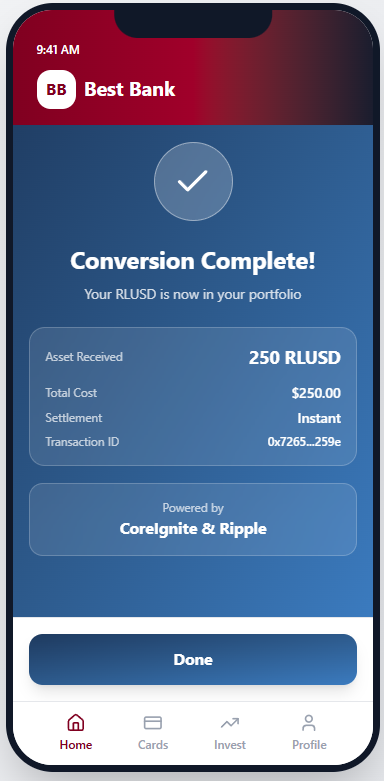 9:41 AM
BB Best Bank
Conversion Complete!
Your RLUSD is now in your portfolio
Asset Received 250 RLUSD
Total Cost $250.00
Settlement Instant
Transaction ID 0x7265...259e
Powered by
CoreIgnite & Ripple
Done
Home Cards Invest Profile